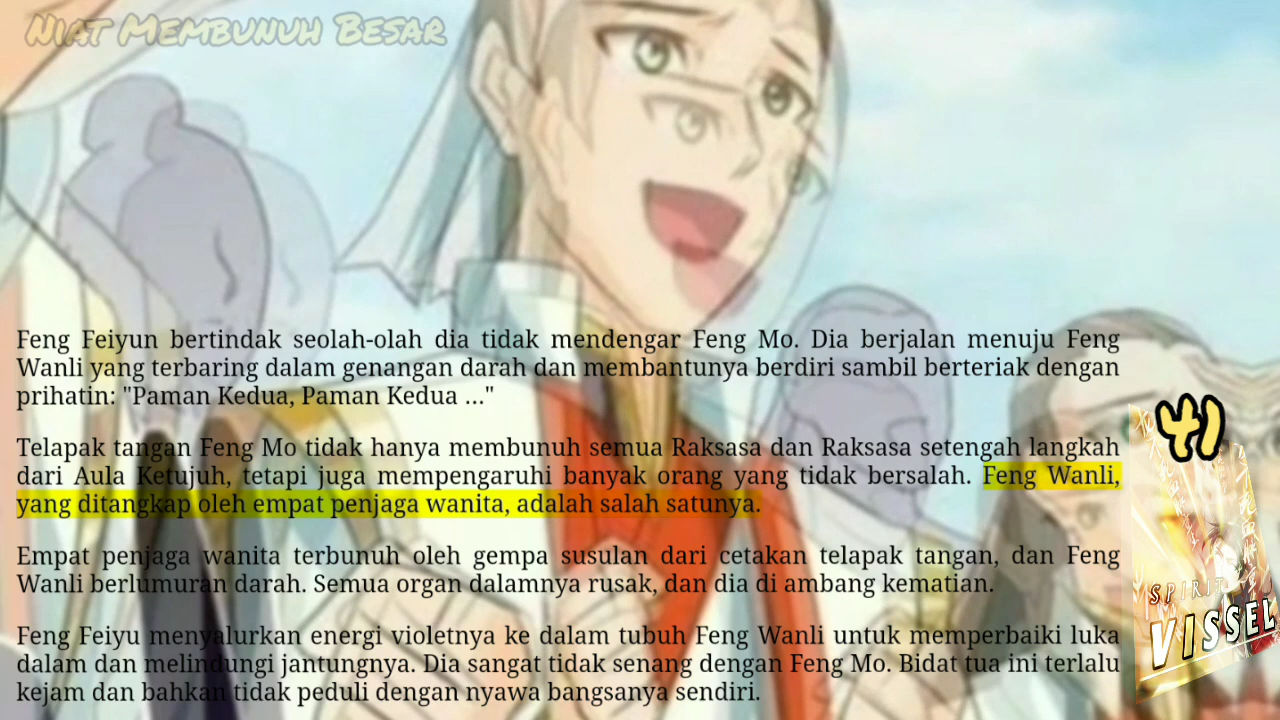 Niat Membunuh Besar
Feng Feiyun bertindak seolah-olah dia tidak mendengar Feng Mo. Dia berjalan menuju Feng
Wanli yang terbaring dalam genangan darah dan membantunya berdiri sambil berteriak dengan
prihatin: "Paman Kedua, Paman Kedua ..."
Telapak tangan Feng Mo tidak hanya membunuh semua Raksasa dan Raksasa setengah langkah
dari Aula Ketujuh, tetapi juga mempengaruhi banyak orang yang tidak bersalah. Feng Wanli,
yang ditangkap oleh empat penjaga wanita, adalah salah satunya.
Empat penjaga wanita terbunuh oleh gempa susulan dari cetakan telapak tangan, dan Feng
Wanli berlumuran darah. Semua organ dalamnya rusak, dan dia di ambang kematian.
Feng Feiyu menyalurkan energi violetnya ke dalam tubuh Feng Wanli untuk memperbaiki luka
dalam dan melindungi jantungnya. Dia sangat tidak senang dengan Feng Mo. Bidat tua ini terlalu
kejam dan bahkan tidak peduli dengan nyawa bangsanya sendiri.
41
SPIRIT
VISSEL